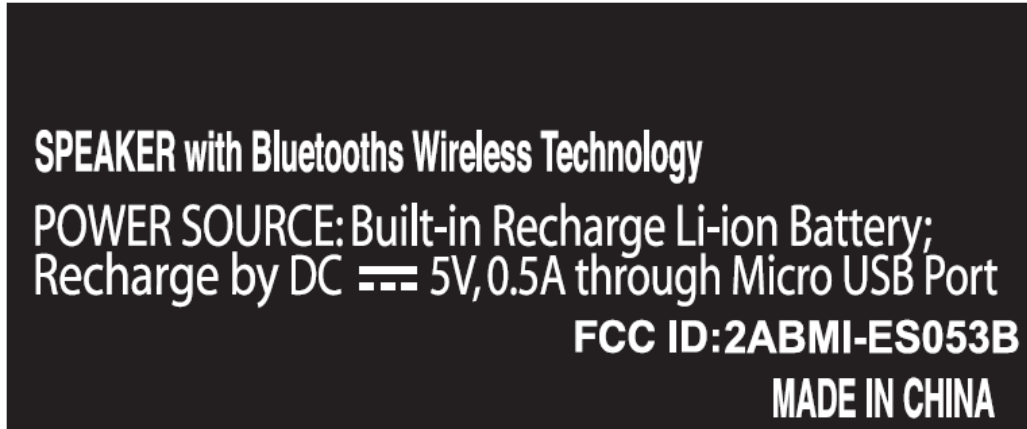 SPEAKER with Bluetooths Wireless Technology
POWER SOURCE: Built-in Recharge Li-ion Battery;
Recharge by DC ⎓ 5V, 0.5A through Micro USB Port
FCC ID:2ABMI-ES053B
MADE IN CHINA